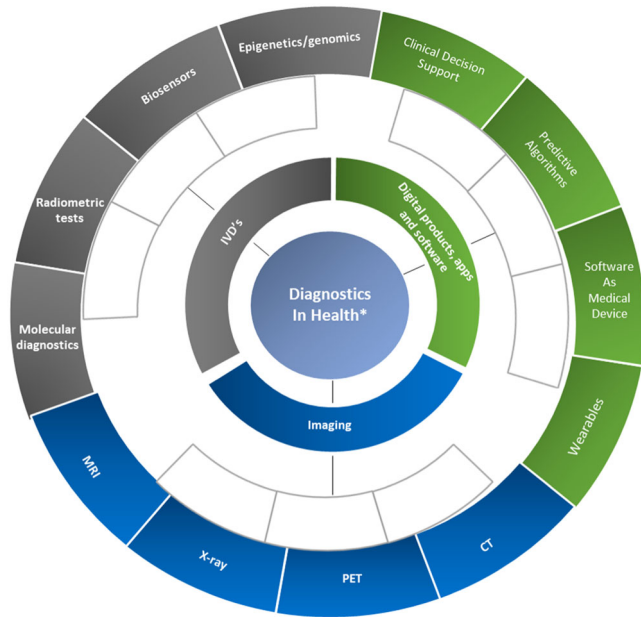 Epigenetics/genomics
Clinical Decision
Support
Biosensors
Predictive
Algorithms
Radiometric
tests
IVD's
Digital products, apps
and software
Software
As
Medical
Device
Diagnostics
In Health*
Molecular
diagnostics
Wearables
Imaging
MRI
X-ray
PET
CT